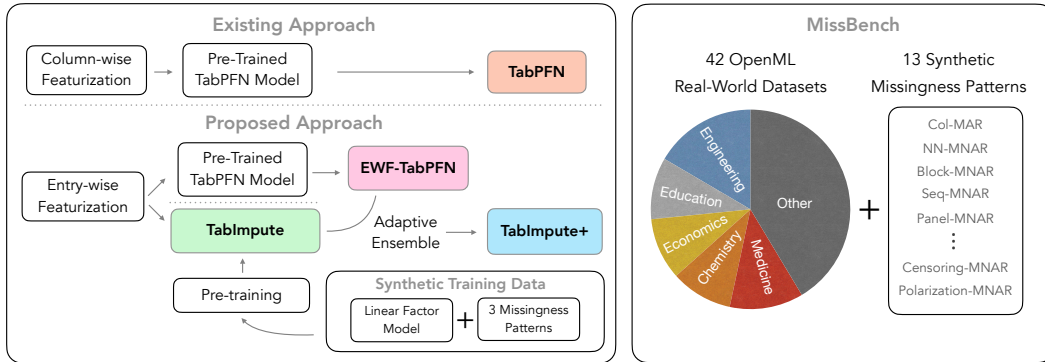 Existing Approach
Column-wise
Featurization
Pre-Trained
TabPFN Model
TabPFN
Proposed Approach
Entry-wise
Featurization
Pre-Trained
TabPFN Model
EWF-TabPFN
TabImpute
Adaptive
Ensemble
TabImpute+
Pre-training
Synthetic Training Data
Linear Factor
Model
+
3 Missingness
Patterns
MissBench
42 OpenML
Real-World Datasets
Engineering
Education
Economics
Chemistry
Medicine
Other
+
13 Synthetic
Missingness Patterns
Col-MAR
NN-MNAR
Block-MNAR
Seq-MNAR
Panel-MNAR
⋮
Censoring-MNAR
Polarization-MNAR